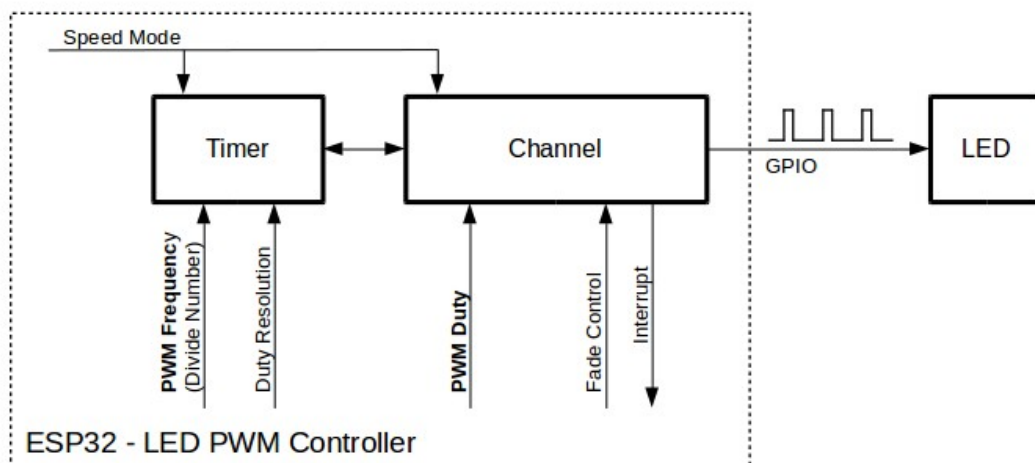 Speed Mode
Timer
Channel
GPIO
LED
PWM Frequency
(Divide Number)
Duty Resolution
PWM Duty
Fade Control
Interrupt
ESP32 - LED PWM Controller